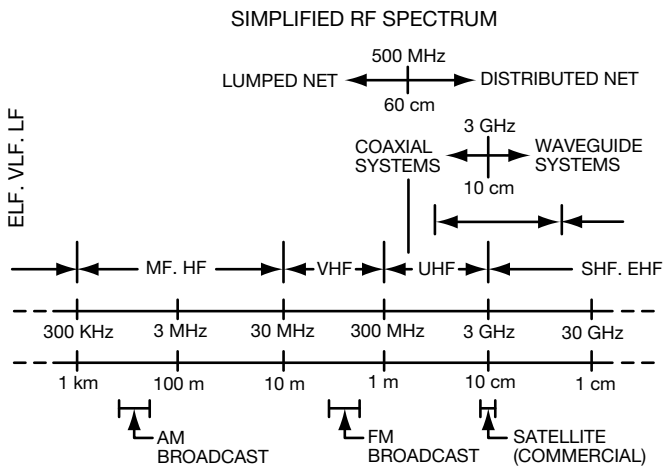 SIMPLIFIED RF SPECTRUM
500 MHz
LUMPED NET
DISTRIBUTED NET
60 cm
3 GHz
COAXIAL
SYSTEMS
WAVEGUIDE
SYSTEMS
10 cm
ELF. VLF. LF
MF. HF
VHF
UHF
SHF. EHF
300 KHz 3 MHz 30 MHz 300 MHz 3 GHz 30 GHz
1 km 100 m 10 m 1 m 10 cm 1 cm
AM
BROADCAST
FM
BROADCAST
SATELLITE
(COMMERCIAL)